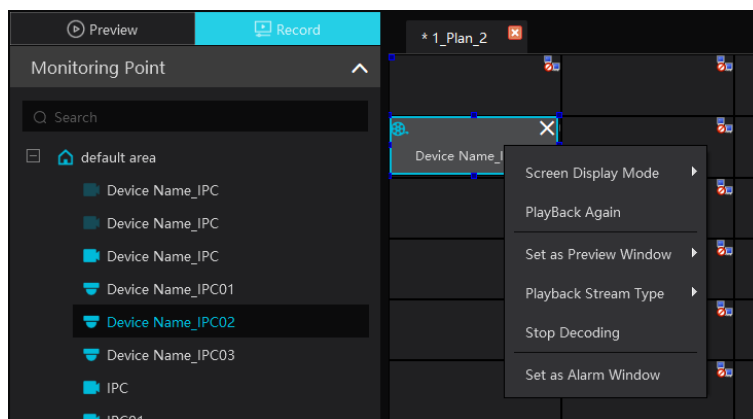 Preview
Record
* 1_Plan_2
Monitoring Point
Search
default area
Device Name_IPC
Device Name_IPC
Device Name_IPC
Device Name_IPC01
Device Name_IPC02
Device Name_IPC03
IPC
IPC01
Device Name_I
Screen Display Mode
PlayBack Again
Set as Preview Window
Playback Stream Type
Stop Decoding
Set as Alarm Window